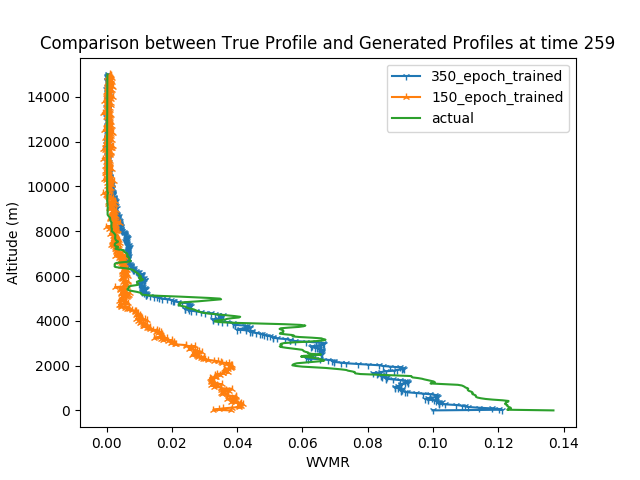 Comparison between True Profile and Generated Profiles at time 259
350_epoch_trained
150_epoch_trained
actual
Altitude (m)
14000
12000
10000
8000
6000
4000
2000
0
0.00 0.02 0.04 0.06 0.08 0.10 0.12 0.14
WVMR